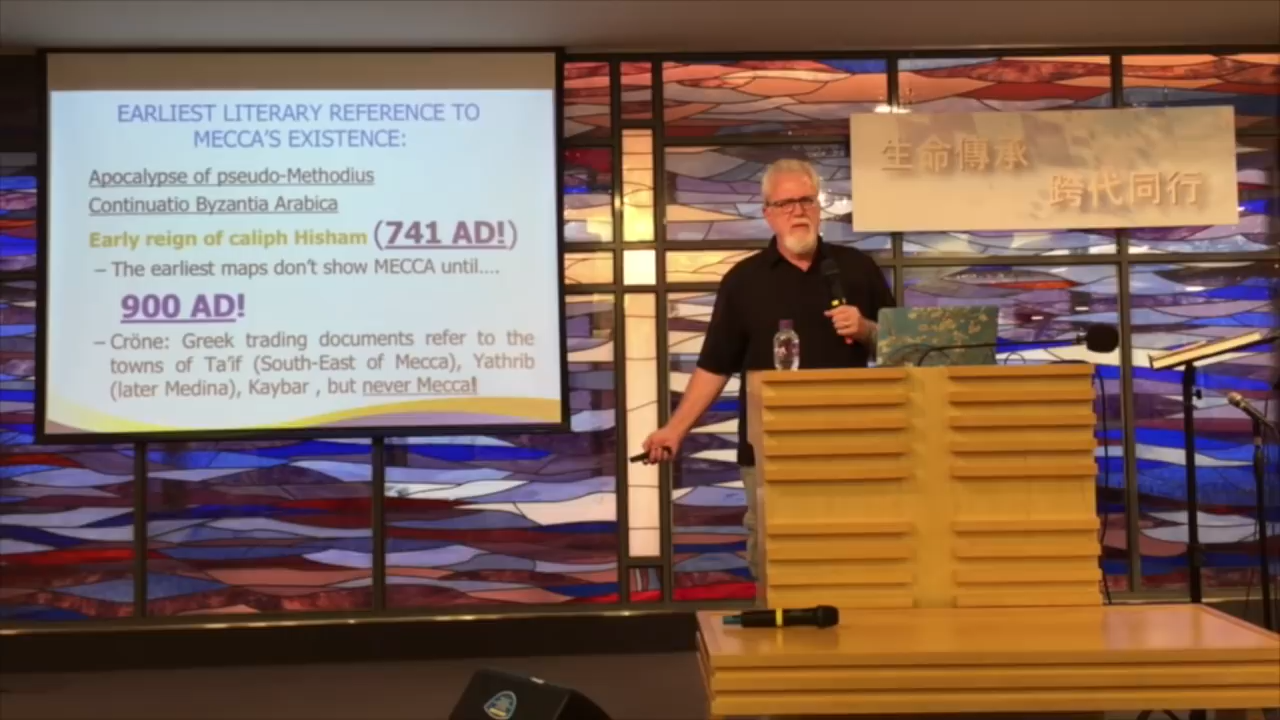 EARLIEST LITERARY REFERENCE TO
MECCA'S EXISTENCE:
Apocalypse of pseudo-Methodius
Continuatio Byzantia Arabica
Early reign of caliph Hisham (741 AD!)
– The earliest maps don't show MECCA until....
900 AD!
– Cröne: Greek trading documents refer to the
towns of Ta'if (South-East of Mecca), Yathrib
(later Medina), Kaybar , but never Mecca!
生命傳承
跨代同行